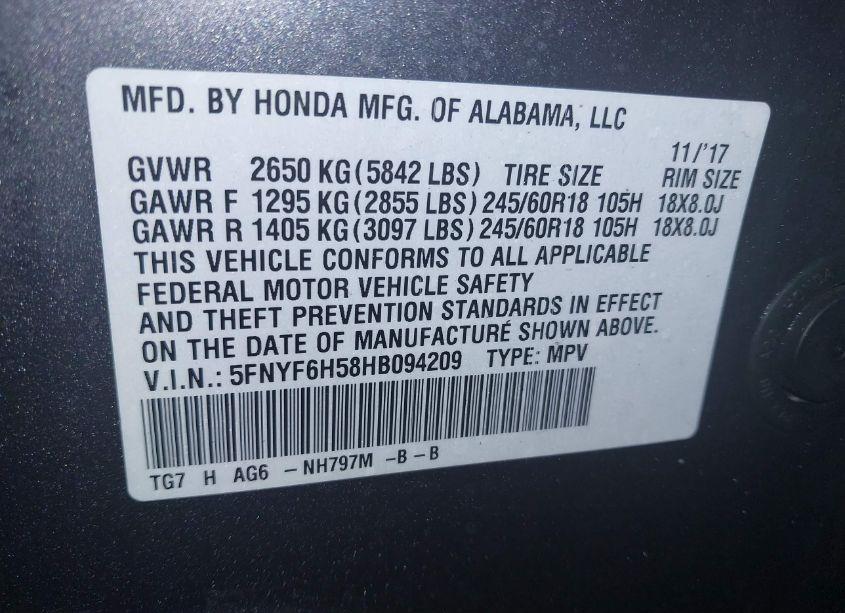 MFD. BY HONDA MFG. OF ALABAMA, LLC
11/'17
GVWR 2650 KG (5842 LBS) TIRE SIZE RIM SIZE
GAWR F 1295 KG (2855 LBS) 245/60R18 105H 18X8.0J
GAWR R 1405 KG (3097 LBS) 245/60R18 105H 18X8.0J
THIS VEHICLE CONFORMS TO ALL APPLICABLE
FEDERAL MOTOR VEHICLE SAFETY
AND THEFT PREVENTION STANDARDS IN EFFECT
ON THE DATE OF MANUFACTURE SHOWN ABOVE.
V.I.N.: 5FNYF6H58HB094209 TYPE: MPV
TG7 H AG6 -NH797M -B-B